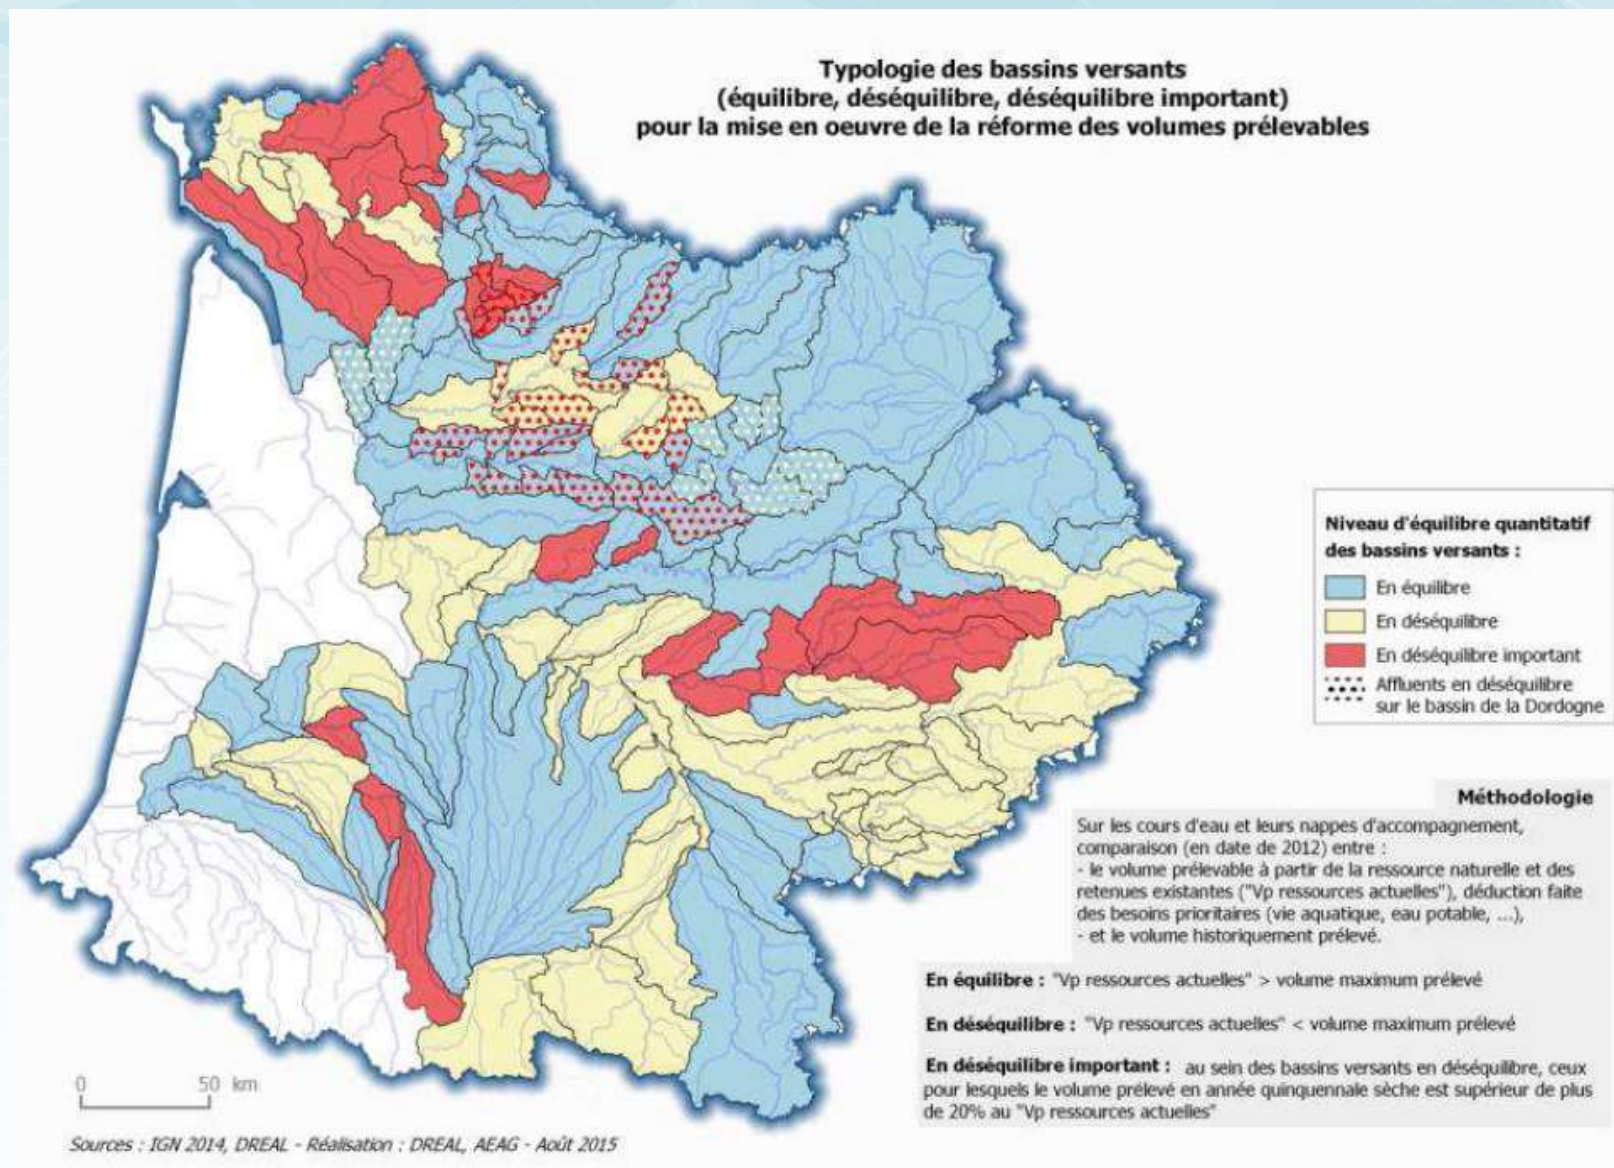 Typologie des bassins versants
(équilibre, déséquilibre, déséquilibre important)
pour la mise en oeuvre de la réforme des volumes prélevables
Niveau d'équilibre quantitatif
des bassins versants :
En équilibre
En déséquilibre
En déséquilibre important
Affluents en déséquilibre
sur le bassin de la Dordogne
Méthodologie
Sur les cours d'eau et leurs nappes d'accompagnement,
comparaison (en date de 2012) entre :
- le volume prélevable à partir de la ressource naturelle et des
retenues existantes ("Vp ressources actuelles"), déduction faite
des besoins prioritaires (vie aquatique, eau potable, ...),
- et le volume historiquement prélevé.
En équilibre : "Vp ressources actuelles" > volume maximum prélevé
En déséquilibre : "Vp ressources actuelles" < volume maximum prélevé
En déséquilibre important : au sein des bassins versants en déséquilibre, ceux
pour lesquels le volume prélevé en année quinquennale sèche est supérieur de plus
de 20% au "Vp ressources actuelles"
0 50 km
Sources : IGN 2014, DREAL - Réalisation : DREAL, AEAG - Août 2015